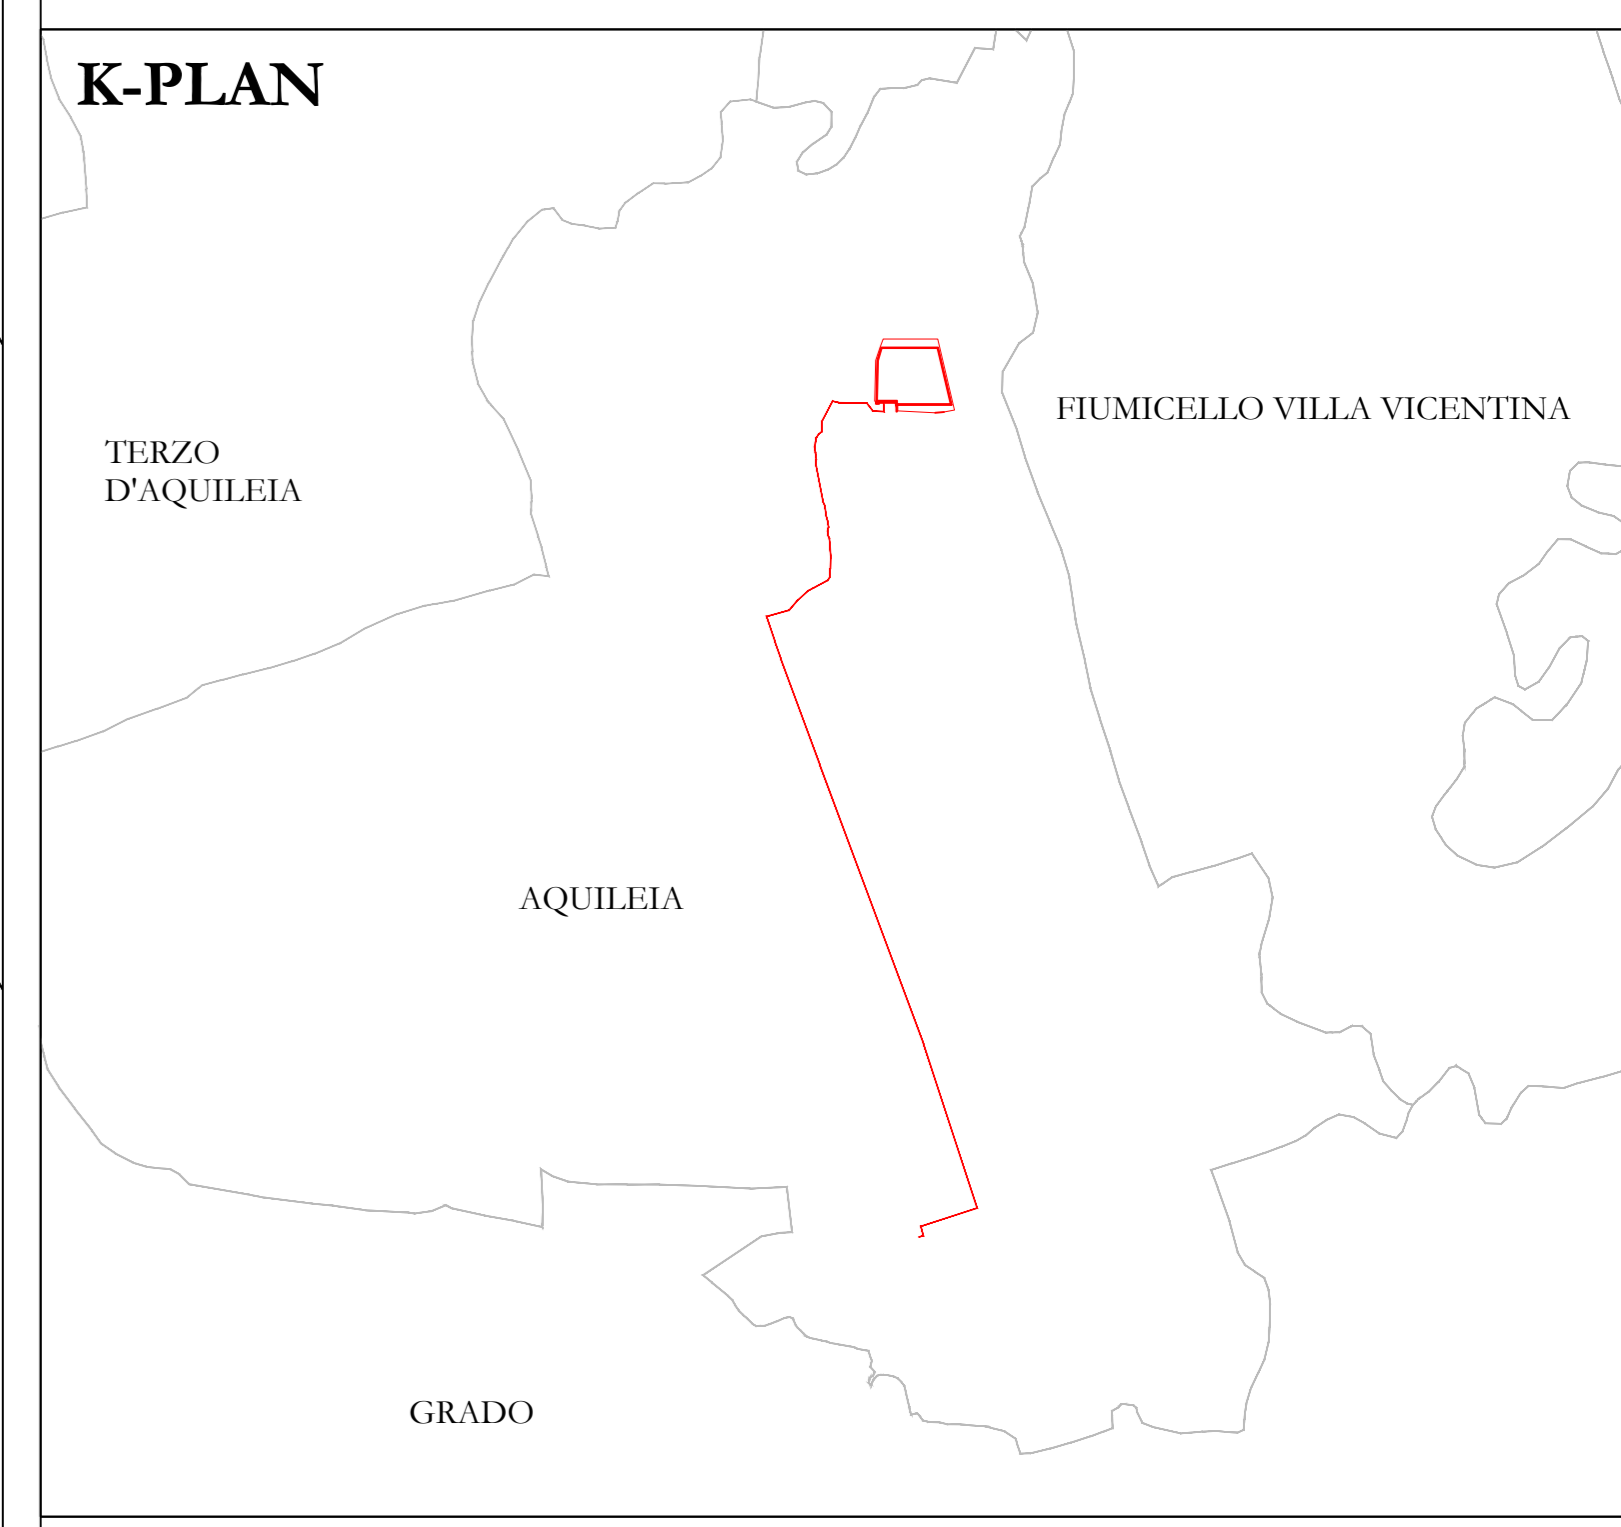 K-PLAN
FIUMICELLO VILLA VICENTINA
TERZO
D'AQUILEIA
AQUILEIA
GRADO